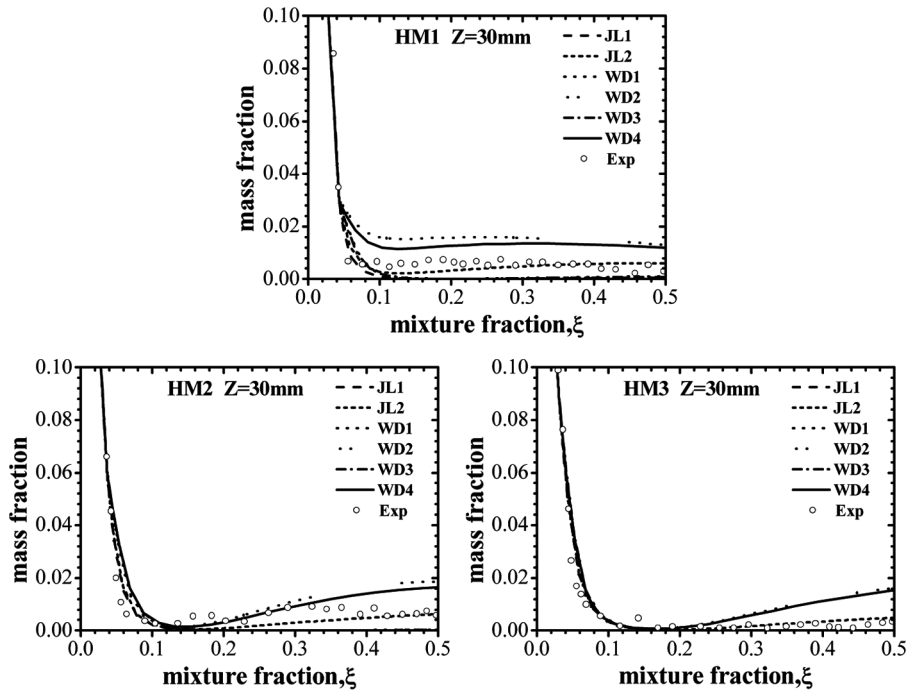 HM1 Z=30mm
JL1
JL2
WD1
WD2
WD3
WD4
Exp
mass fraction
0.10
0.08
0.06
0.04
0.02
0.00
0.0 0.1 0.2 0.3 0.4 0.5
mixture fraction,ξ
HM2 Z=30mm
JL1
JL2
WD1
WD2
WD3
WD4
Exp
mass fraction
0.10
0.08
0.06
0.04
0.02
0.00
0.0 0.1 0.2 0.3 0.4 0.5
mixture fraction,ξ
HM3 Z=30mm
JL1
JL2
WD1
WD2
WD3
WD4
Exp
mass fraction
0.10
0.08
0.06
0.04
0.02
0.00
0.0 0.1 0.2 0.3 0.4 0.5
mixture fraction,ξ